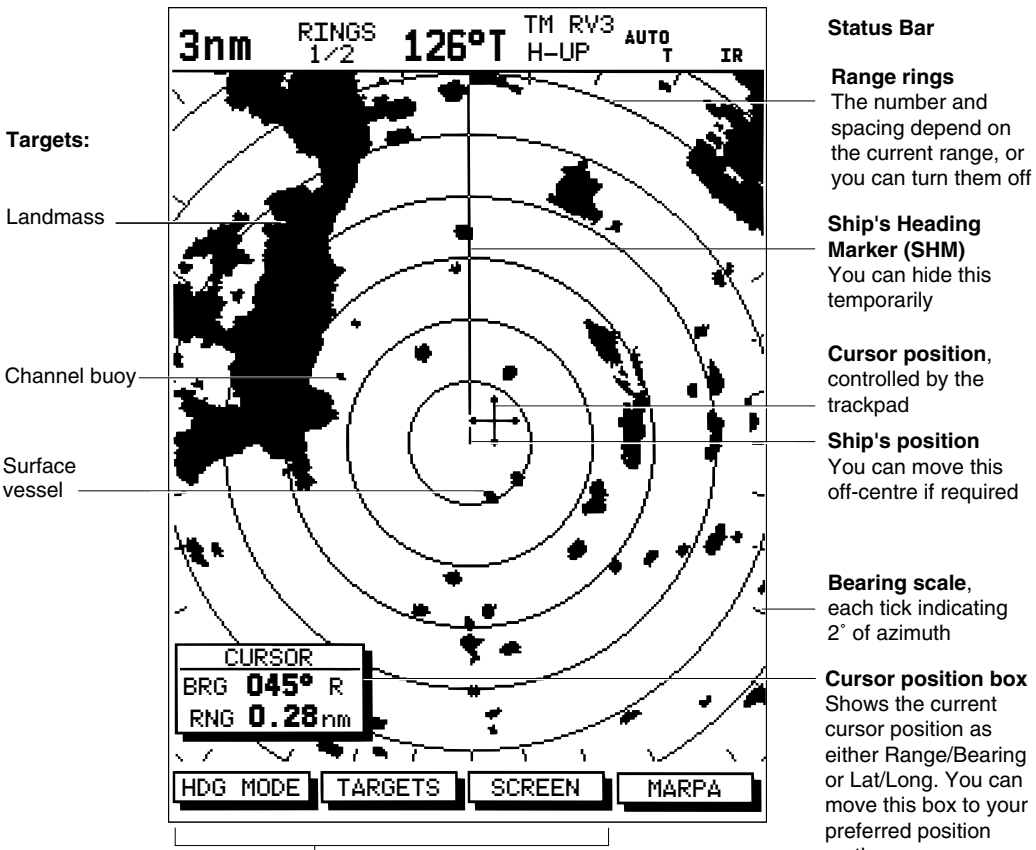 3nm RINGS 1/2 126°T TM RV3 H-UP AUTO T IR
Status Bar
Range rings
The number and
spacing depend on
the current range, or
you can turn them off
Targets:
Landmass
Ship's Heading
Marker (SHM)
You can hide this
temporarily
Cursor position,
controlled by the
trackpad
Channel buoy
Ship's position
You can move this
off-centre if required
Surface
vessel
Bearing scale,
each tick indicating
2˚ of azimuth
CURSOR
BRG 045° R
RNG 0.28nm
Cursor position box
Shows the current
cursor position as
either Range/Bearing
or Lat/Long. You can
move this box to your
preferred position
HDG MODE TARGETS SCREEN MARPA